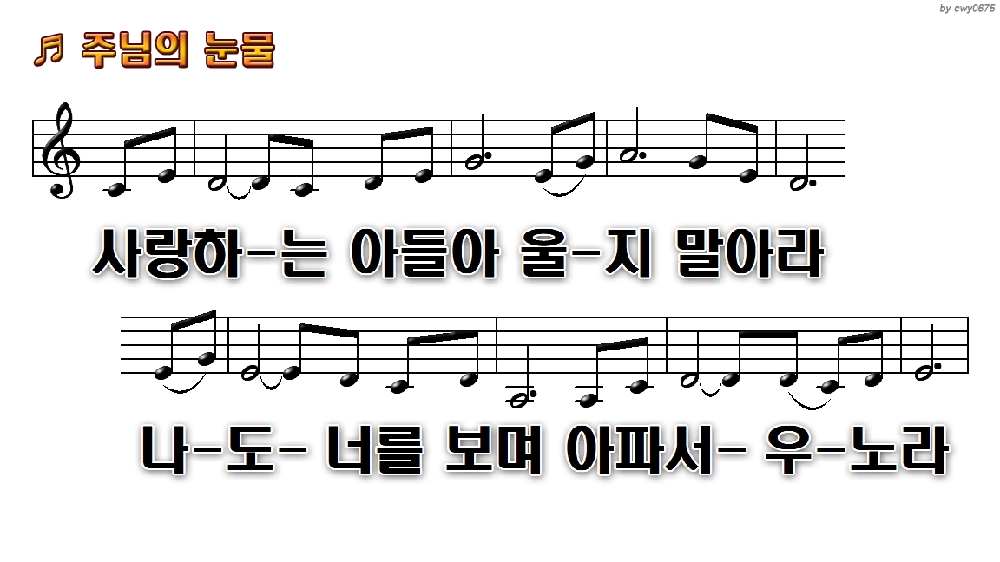 by cwy0675
♬ 주님의 눈물
사랑하-는 아들아 울-지 말아라
나-도- 너를 보며 아파서- 우-노라